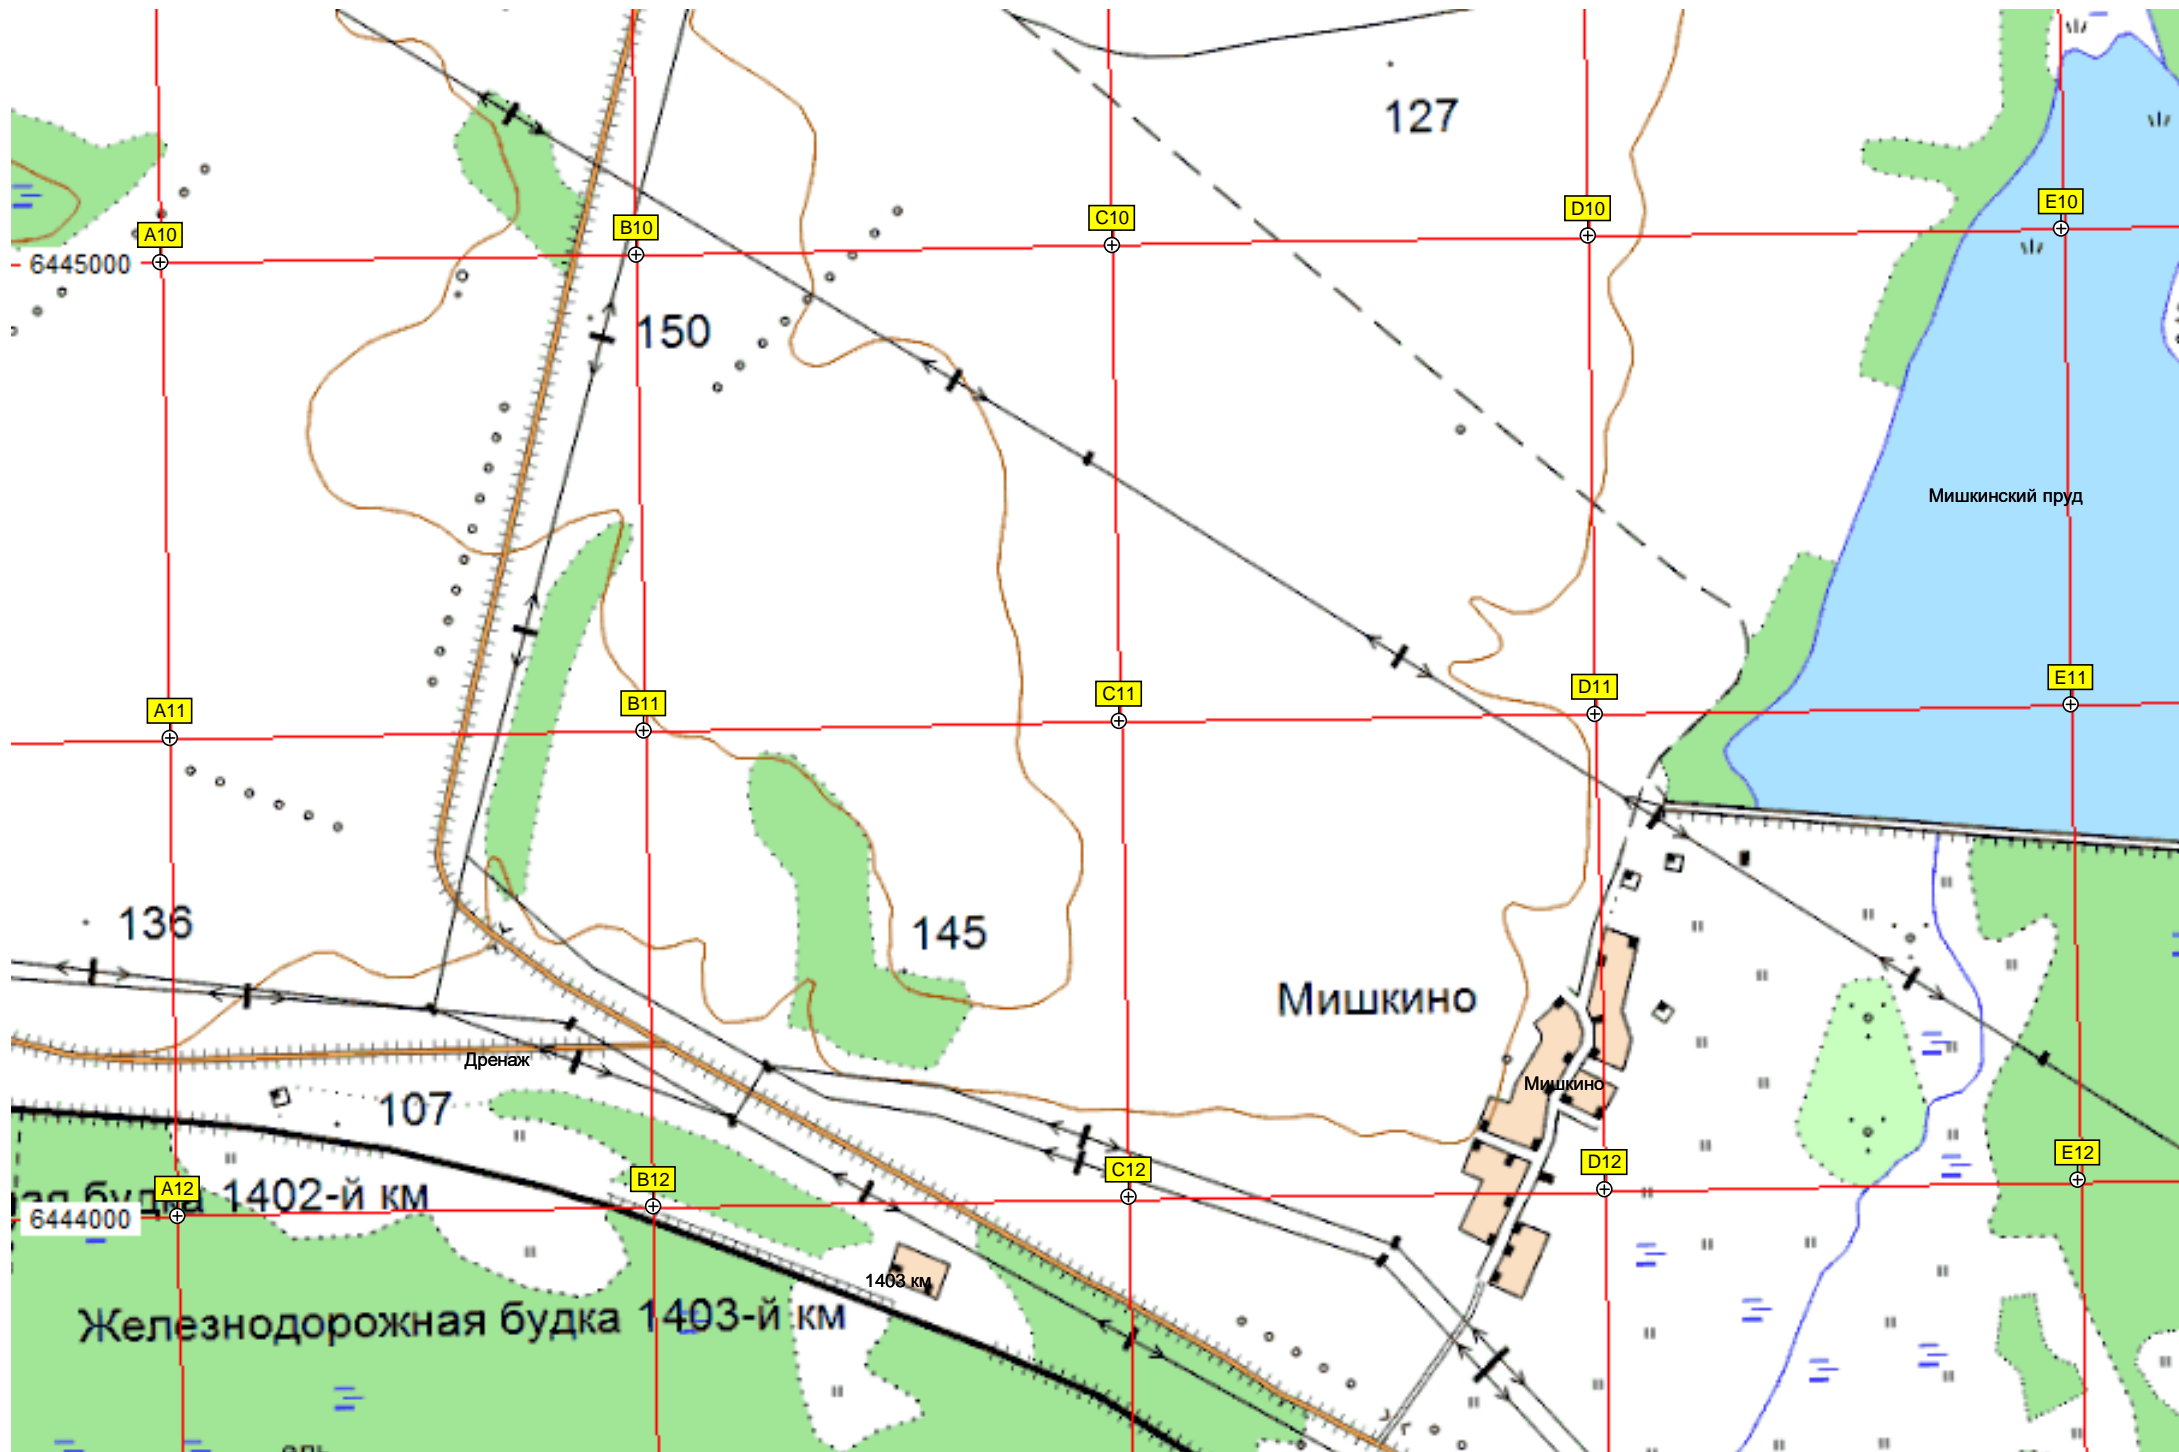 127
E10
D10
C10
B10
A10
6445000
150
Мишкинский пруд
E11
D11
C11
B11
A11
136
145
Мишкино
Дренаж
Мишкино
107
E12
D12
C12
B12
A12
будка 1402-й км
6444000
1403 км
Железнодорожная будка 1403-й км